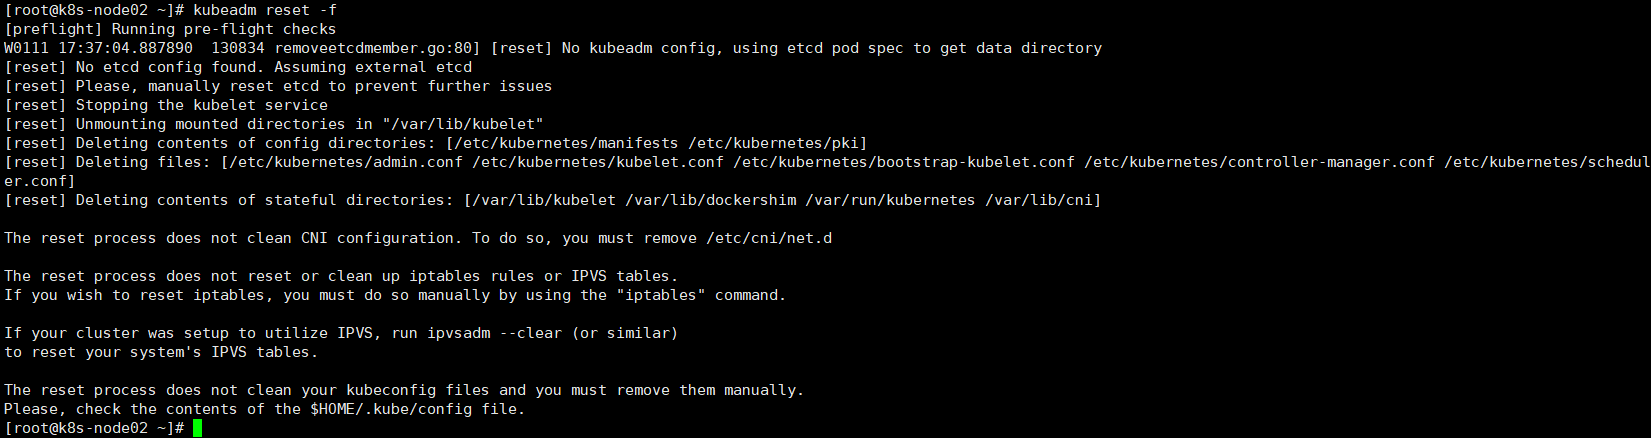 [root@k8s-node02 ~]# kubeadm reset -f
[preflight] Running pre-flight checks
W0111 17:37:04.887890  130834 removeetcdmember.go:80] [reset] No kubeadm config, using etcd pod spec to get data directory
[reset] No etcd config found. Assuming external etcd
[reset] Please, manually reset etcd to prevent further issues
[reset] Stopping the kubelet service
[reset] Unmounting mounted directories in "/var/lib/kubelet"
[reset] Deleting contents of config directories: [/etc/kubernetes/manifests /etc/kubernetes/pki]
[reset] Deleting files: [/etc/kubernetes/admin.conf /etc/kubernetes/kubelet.conf /etc/kubernetes/bootstrap-kubelet.conf /etc/kubernetes/controller-manager.conf /etc/kubernetes/schedul
er.conf]
[reset] Deleting contents of stateful directories: [/var/lib/kubelet /var/lib/dockershim /var/run/kubernetes /var/lib/cni]

The reset process does not clean CNI configuration. To do so, you must remove /etc/cni/net.d

The reset process does not reset or clean up iptables rules or IPVS tables.
If you wish to reset iptables, you must do so manually by using the "iptables" command.

If your cluster was setup to utilize IPVS, run ipvsadm --clear (or similar)
to reset your system's IPVS tables.

The reset process does not clean your kubeconfig files and you must remove them manually.
Please, check the contents of the $HOME/.kube/config file.
[root@k8s-node02 ~]#